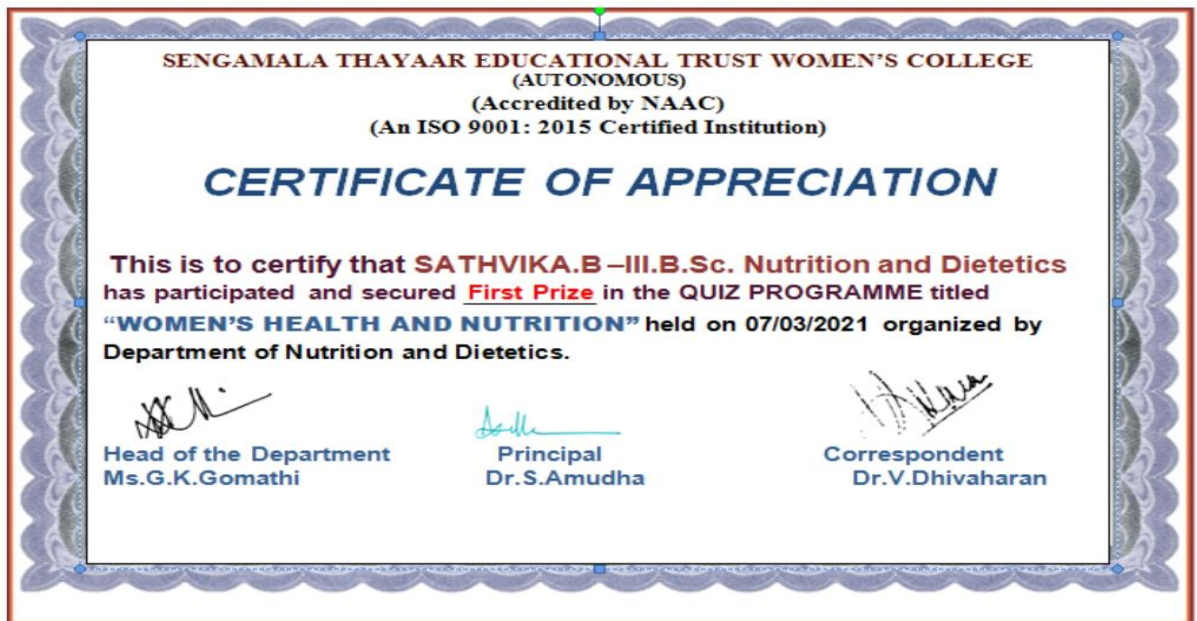 SENGAMALA THAYAAR EDUCATIONAL TRUST WOMEN'S COLLEGE
(AUTONOMOUS)
(Accredited by NAAC)
(An ISO 9001: 2015 Certified Institution)
CERTIFICATE OF APPRECIATION
This is to certify that SATHVIKA.B –III.B.Sc. Nutrition and Dietetics
has participated and secured First Prize in the QUIZ PROGRAMME titled
“WOMEN'S HEALTH AND NUTRITION” held on 07/03/2021 organized by
Department of Nutrition and Dietetics.
Head of the Department Principal Correspondent
Ms.G.K.Gomathi Dr.S.Amudha Dr.V.Dhivaharan